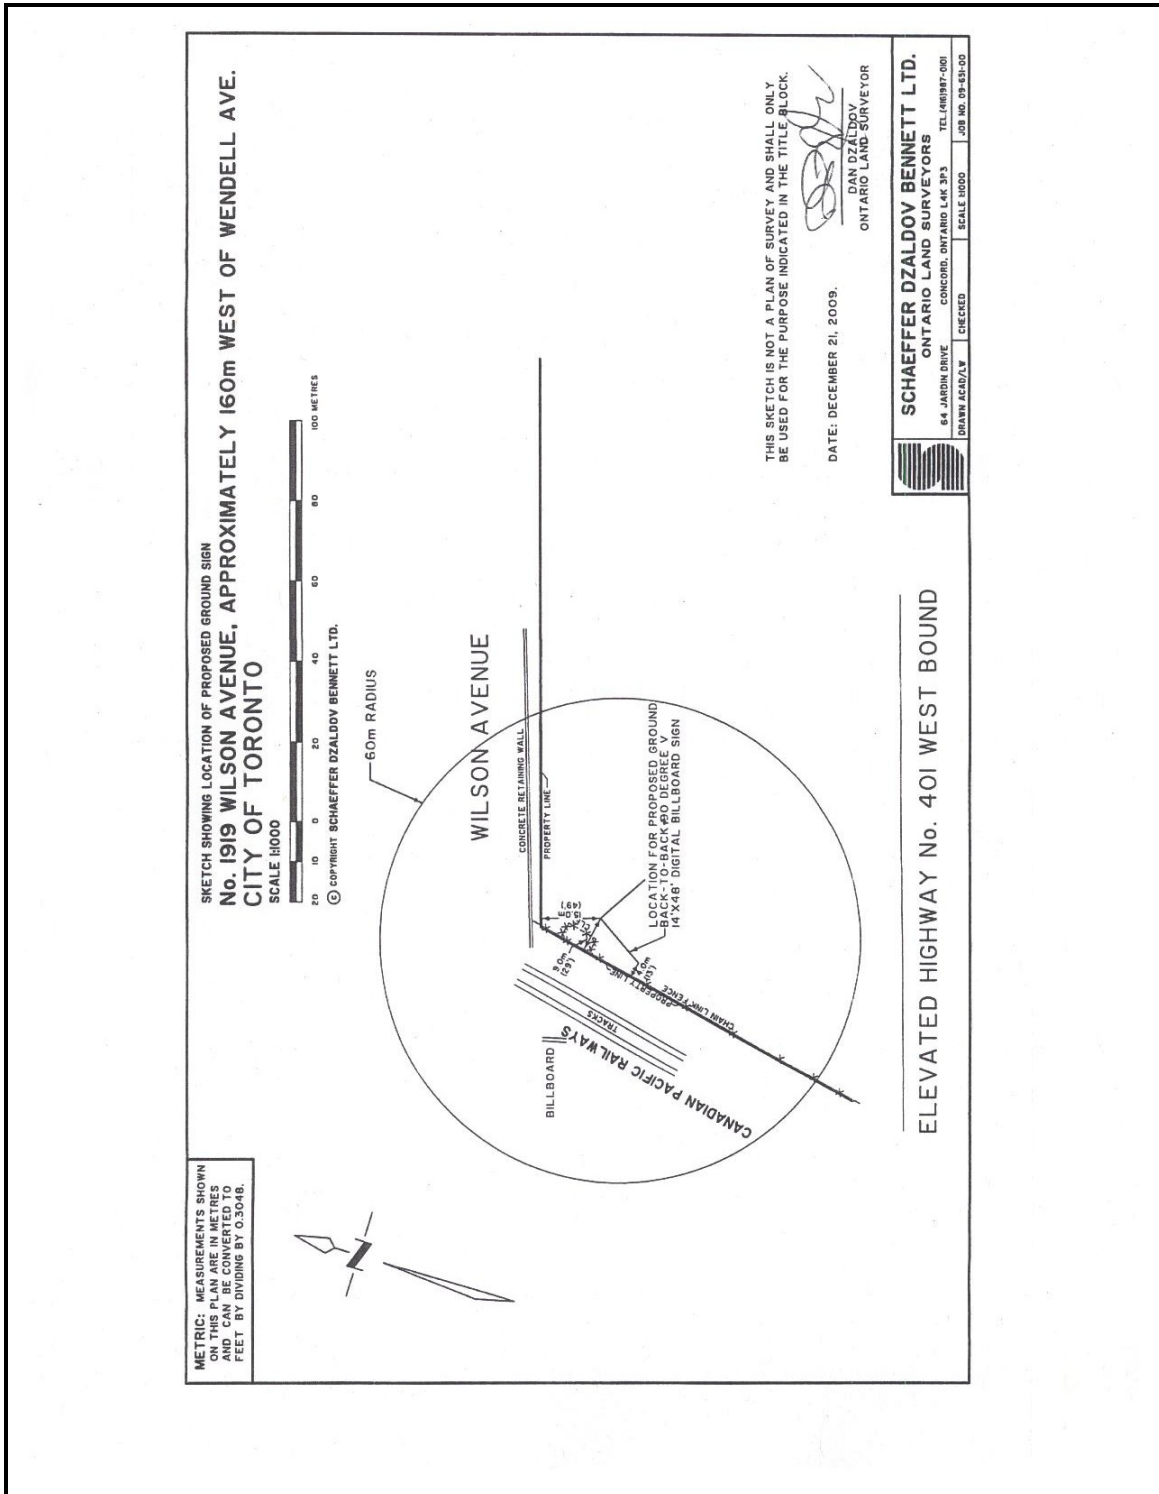 METRIC: MEASUREMENTS SHOWN
ON THIS PLAN ARE IN METRES
AND CAN BE CONVERTED TO
FEET BY DIVIDING BY 0.3048.
SKETCH SHOWING LOCATION OF PROPOSED GROUND SIGN
No. 1919 WILSON AVENUE, APPROXIMATELY 160m WEST OF WENDELL AVE.
CITY OF TORONTO
SCALE 1:1000
20 10 0 20 40 60 80 100 METRES
© COPYRIGHT SCHAEFFER DZALDOV BENNETT LTD.
60m RADIUS
WILSON AVENUE
CONCRETE RETAINING WALL
PROPERTY LINE
15.0m
(49')
9.0m
(29')
4.0m
(13')
LOCATION FOR PROPOSED GROUND
BACK-TO-BACK 90 DEGREE V
14'X48' DIGITAL BILLBOARD SIGN
PROPERTY LINE
CHAIN LINK FENCE
TRACKS
CANADIAN PACIFIC RAILWAYS
BILLBOARD
ELEVATED HIGHWAY No. 401 WEST BOUND
THIS SKETCH IS NOT A PLAN OF SURVEY AND SHALL ONLY
BE USED FOR THE PURPOSE INDICATED IN THE TITLE BLOCK.
DATE: DECEMBER 21, 2009.
DAN DZALDOV
ONTARIO LAND SURVEYOR
SCHAEFFER DZALDOV BENNETT LTD.
ONTARIO LAND SURVEYORS
64 JARDIN DRIVE CONCORD, ONTARIO L4K 3P3 TEL.(416)987-0101
DRAWN ACAD/LW CHECKED SCALE 1:1000 JOB NO. 09-651-00